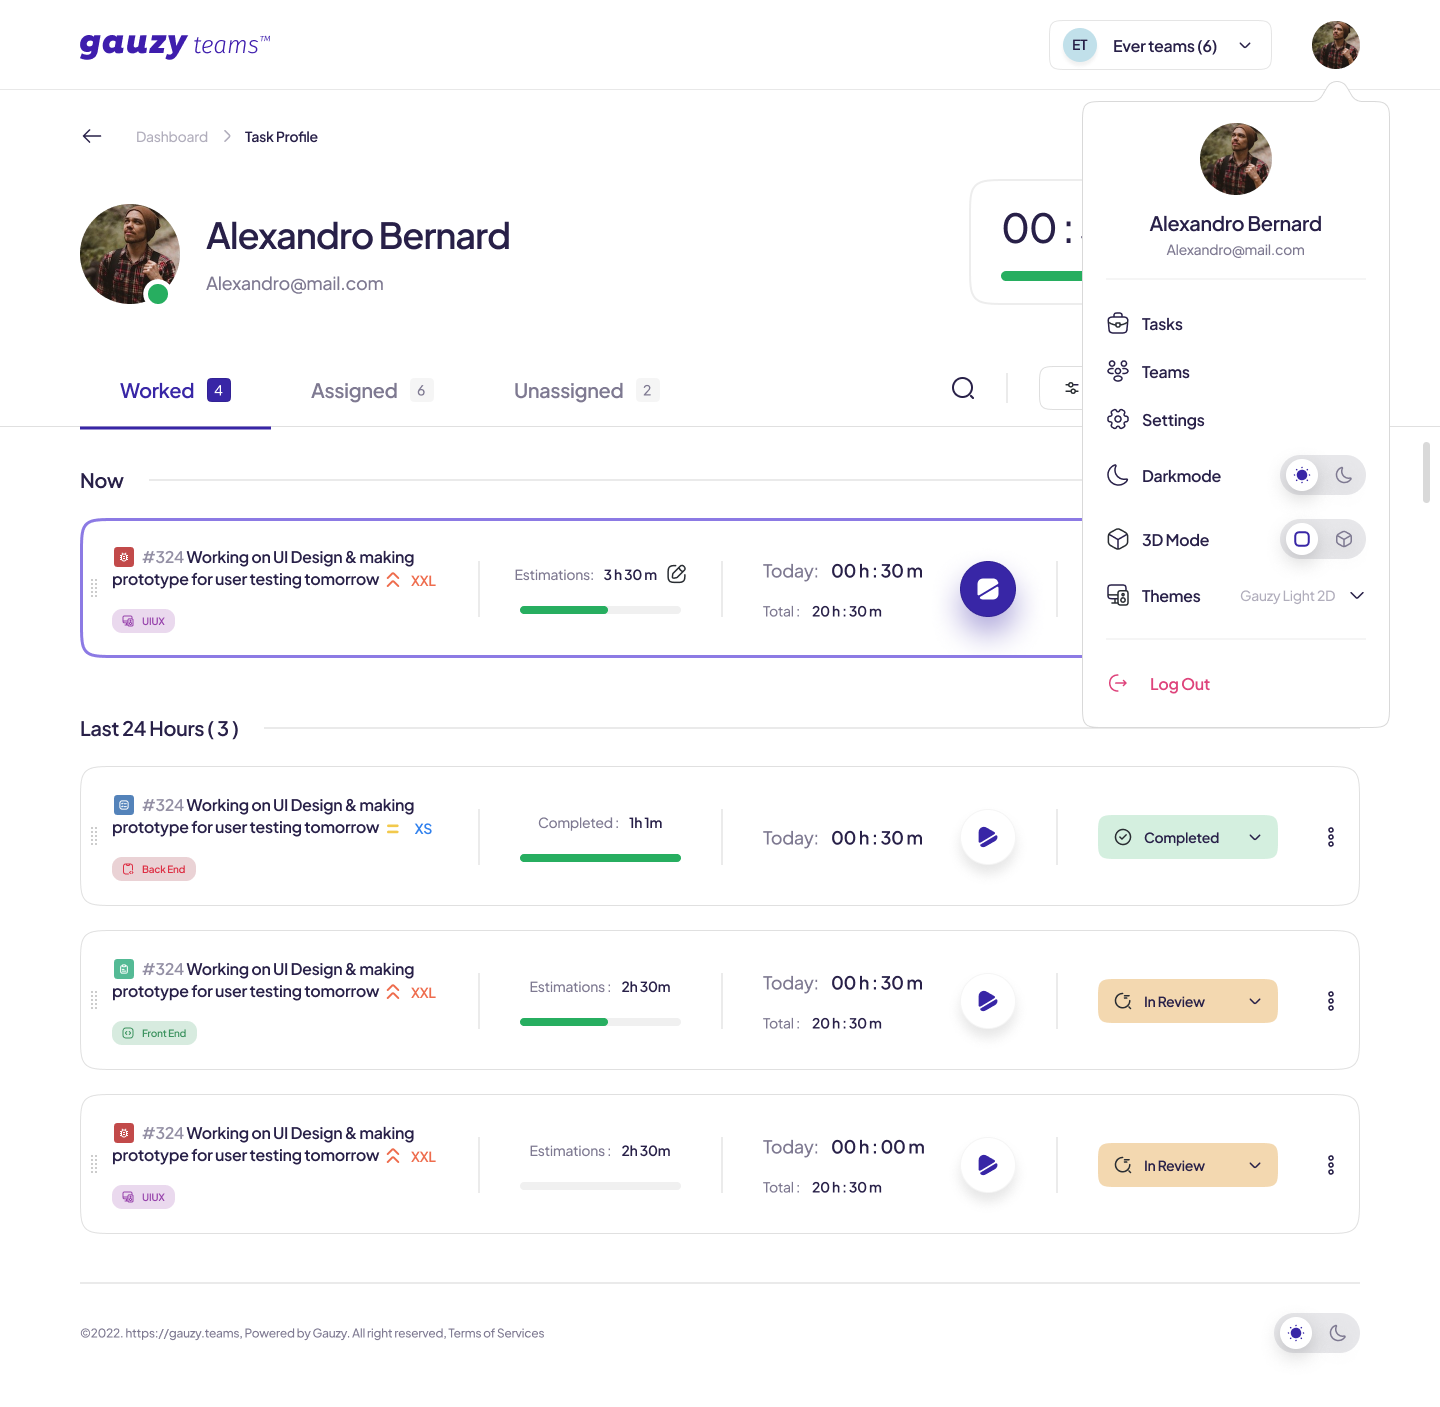 gauzy teams™
ET Ever teams (6)
Dashboard Task Profile
Alexandro Bernard
Alexandro@mail.com
00 :
Worked 4 Assigned 6 Unassigned 2
Alexandro Bernard
Alexandro@mail.com
Tasks
Teams
Settings
Darkmode
3D Mode
Themes Gauzy Light 2D
Log Out
Now
#324 Working on UI Design & making
prototype for user testing tomorrow XXL
UIUX
Estimations: 3 h 30 m
Today: 00 h : 30 m
Total : 20 h : 30 m
Last 24 Hours ( 3 )
#324 Working on UI Design & making
prototype for user testing tomorrow XS
Back End
Completed : 1h 1m
Today: 00 h : 30 m
Completed
#324 Working on UI Design & making
prototype for user testing tomorrow XXL
Front End
Estimations : 2h 30m
Today: 00 h : 30 m
Total : 20 h : 30 m
In Review
#324 Working on UI Design & making
prototype for user testing tomorrow XXL
UIUX
Estimations : 2h 30m
Today: 00 h : 00 m
Total : 20 h : 30 m
In Review
©2022. https://gauzy.teams, Powered by Gauzy. All right reserved, Terms of Services